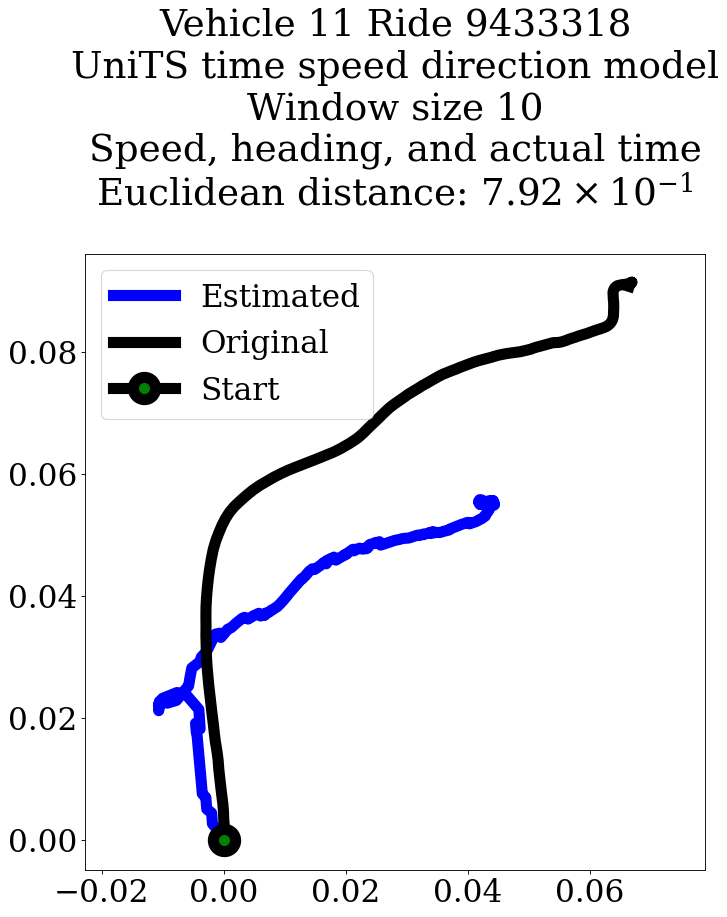 Vehicle 11 Ride 9433318
UniTS time speed direction model
Window size 10
Speed, heading, and actual time
Euclidean distance: 7.92 × 10⁻¹
Estimated
Original
Start
0.08
0.06
0.04
0.02
0.00
−0.02 0.00 0.02 0.04 0.06